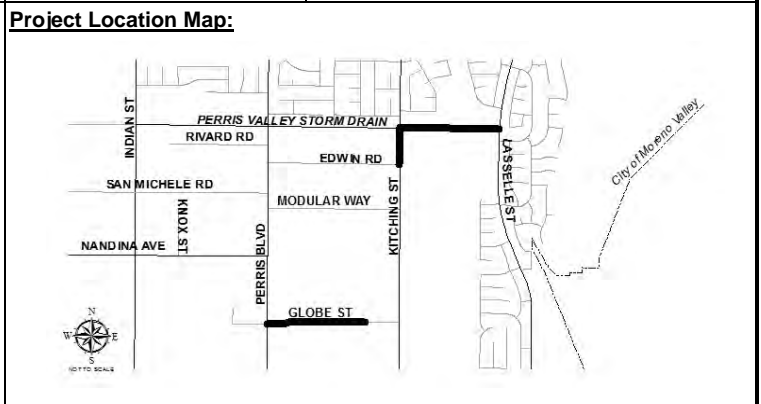 Project Location Map:
INDIAN ST
PERRIS VALLEY STORM DRAIN
RIVARD RD
EDWIN RD
LASSELLE ST
City of Moreno Valley
SAN MICHELE RD
KNOX ST
MODULAR WAY
KITCHING ST
NANDINA AVE
PERRIS BLVD
GLOBE ST
N
W
E
S
NOT TO SCALE